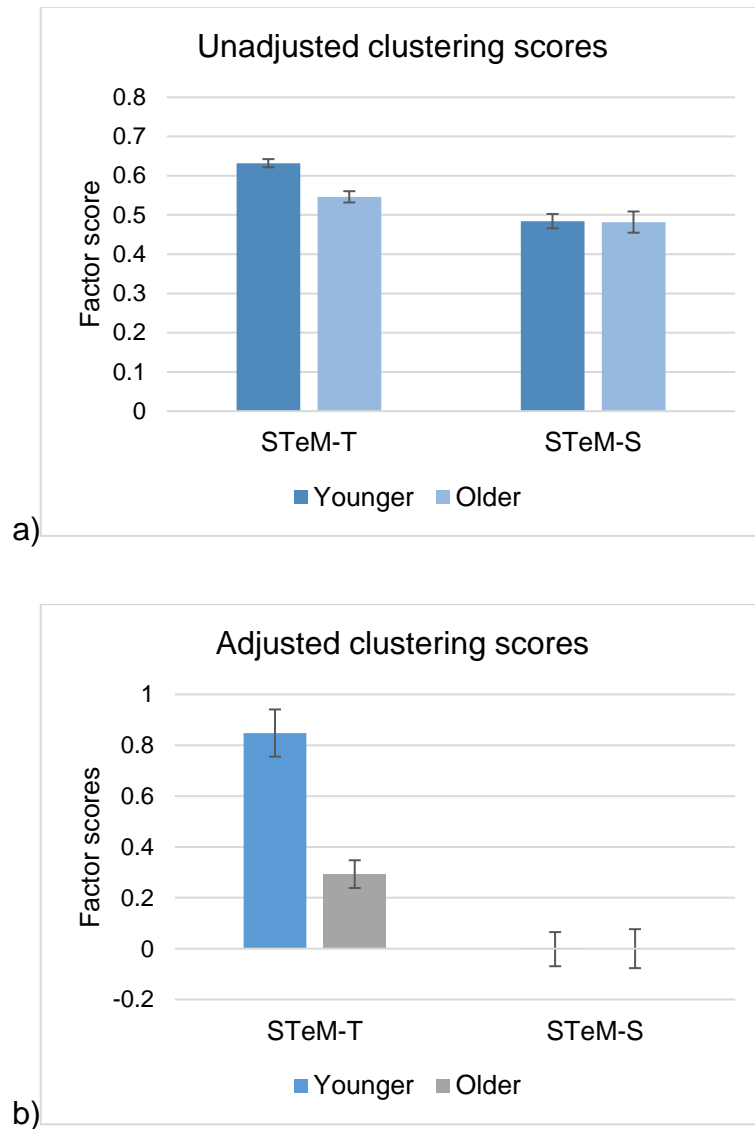 Unadjusted clustering scores
0.8
0.7
0.6
0.5
0.4
0.3
0.2
0.1
0
Factor score
STeM-T STeM-S
Younger Older
a)
Adjusted clustering scores
1
0.8
0.6
0.4
0.2
0
-0.2
Factor scores
STeM-T STeM-S
Younger Older
b)